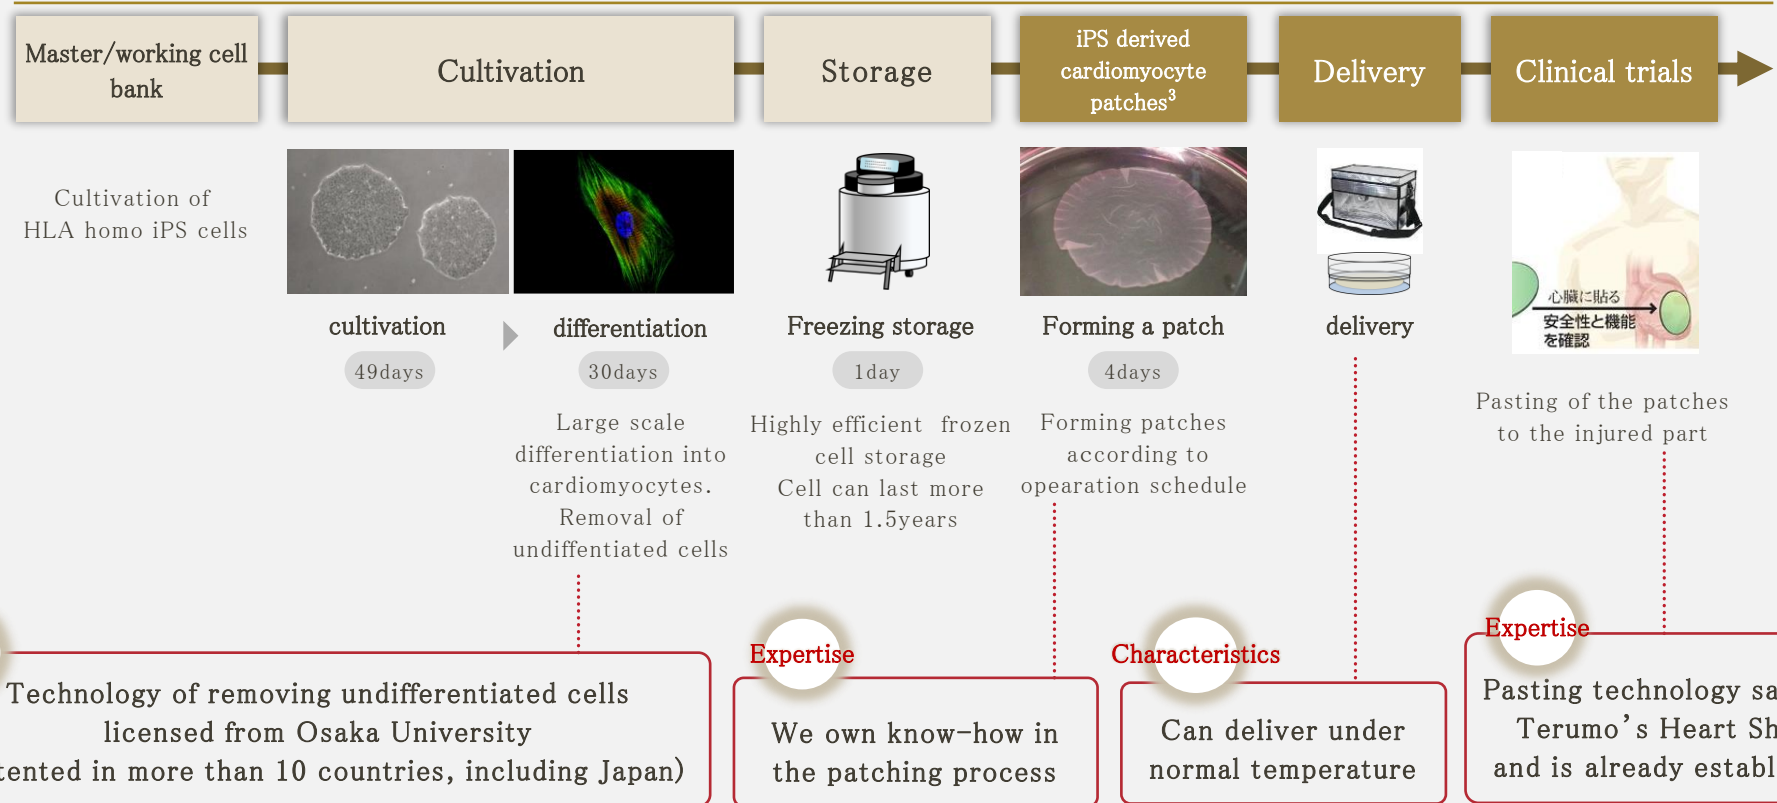 Master/working cell
bank
Cultivation
Storage
iPS derived
cardiomyocyte
patches3
Delivery
Clinical trials
Cultivation of
HLA homo iPS cells
cultivation
49days
differentiation
30days
Large scale
differentiation into
cardiomyocytes.
Removal of
undiffentiated cells
Freezing storage
1day
Highly efficient frozen
cell storage
Cell can last more
than 1.5years
Forming a patch
4days
Forming patches
according to
opearation schedule
delivery
心臓に貼る
安全性と機能
を確認
Pasting of the patches
to the injured part
Technology of removing undifferentiated cells
licensed from Osaka University
tented in more than 10 countries, including Japan)
Expertise
We own know-how in
the patching process
Characteristics
Can deliver under
normal temperature
Expertise
Pasting technology sa
Terumo's Heart Sh
and is already establ